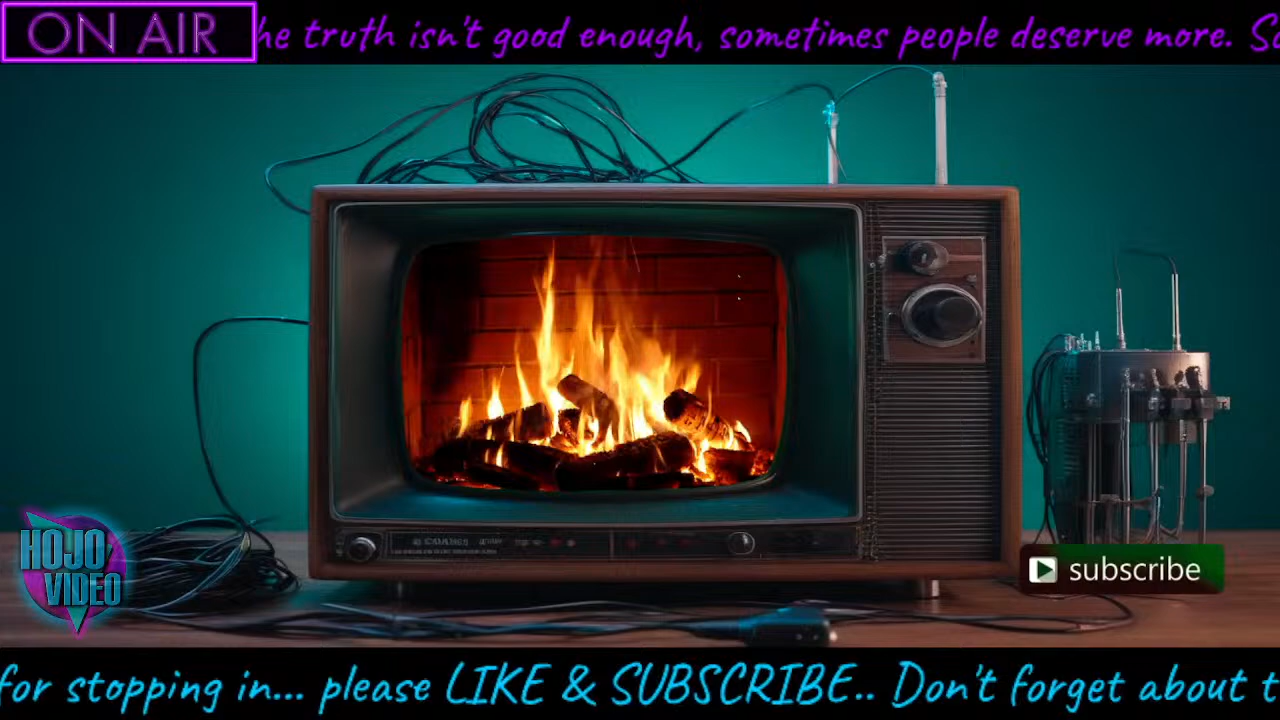 ON AIR
he truth isn't good enough, sometimes people deserve more. So
HOJO
VIDEO
subscribe
for stopping in... please LIKE & SUBSCRIBE.. Don't forget about t